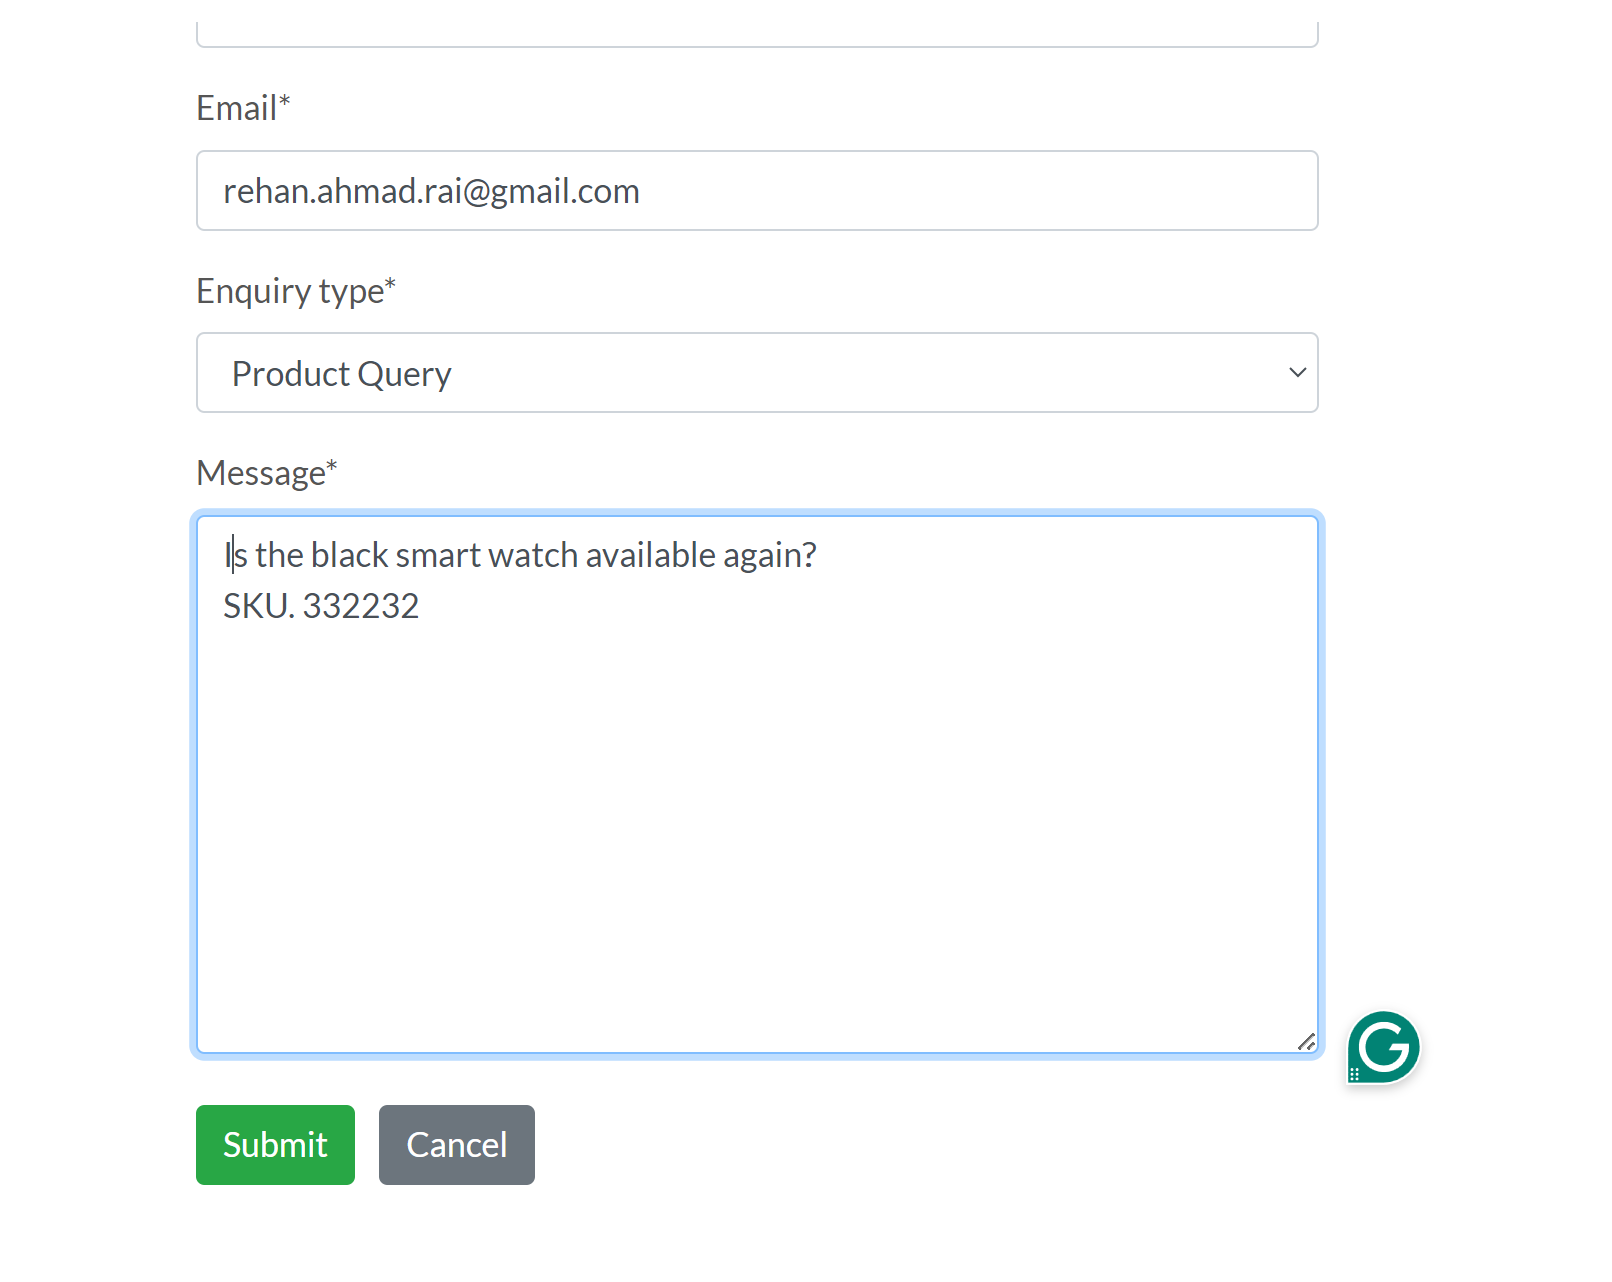 Email*
rehan.ahmad.rai@gmail.com
Enquiry type*
Product Query
Message*
Is the black smart watch available again?
SKU. 332232
Submit
Cancel